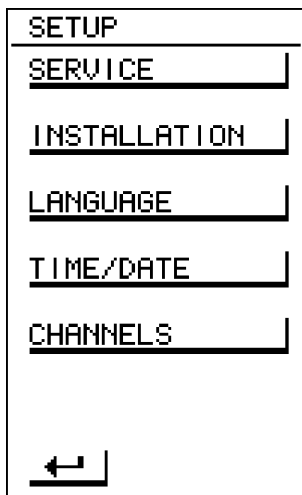 SETUP
SERVICE
INSTALLATION
LANGUAGE
TIME/DATE
CHANNELS